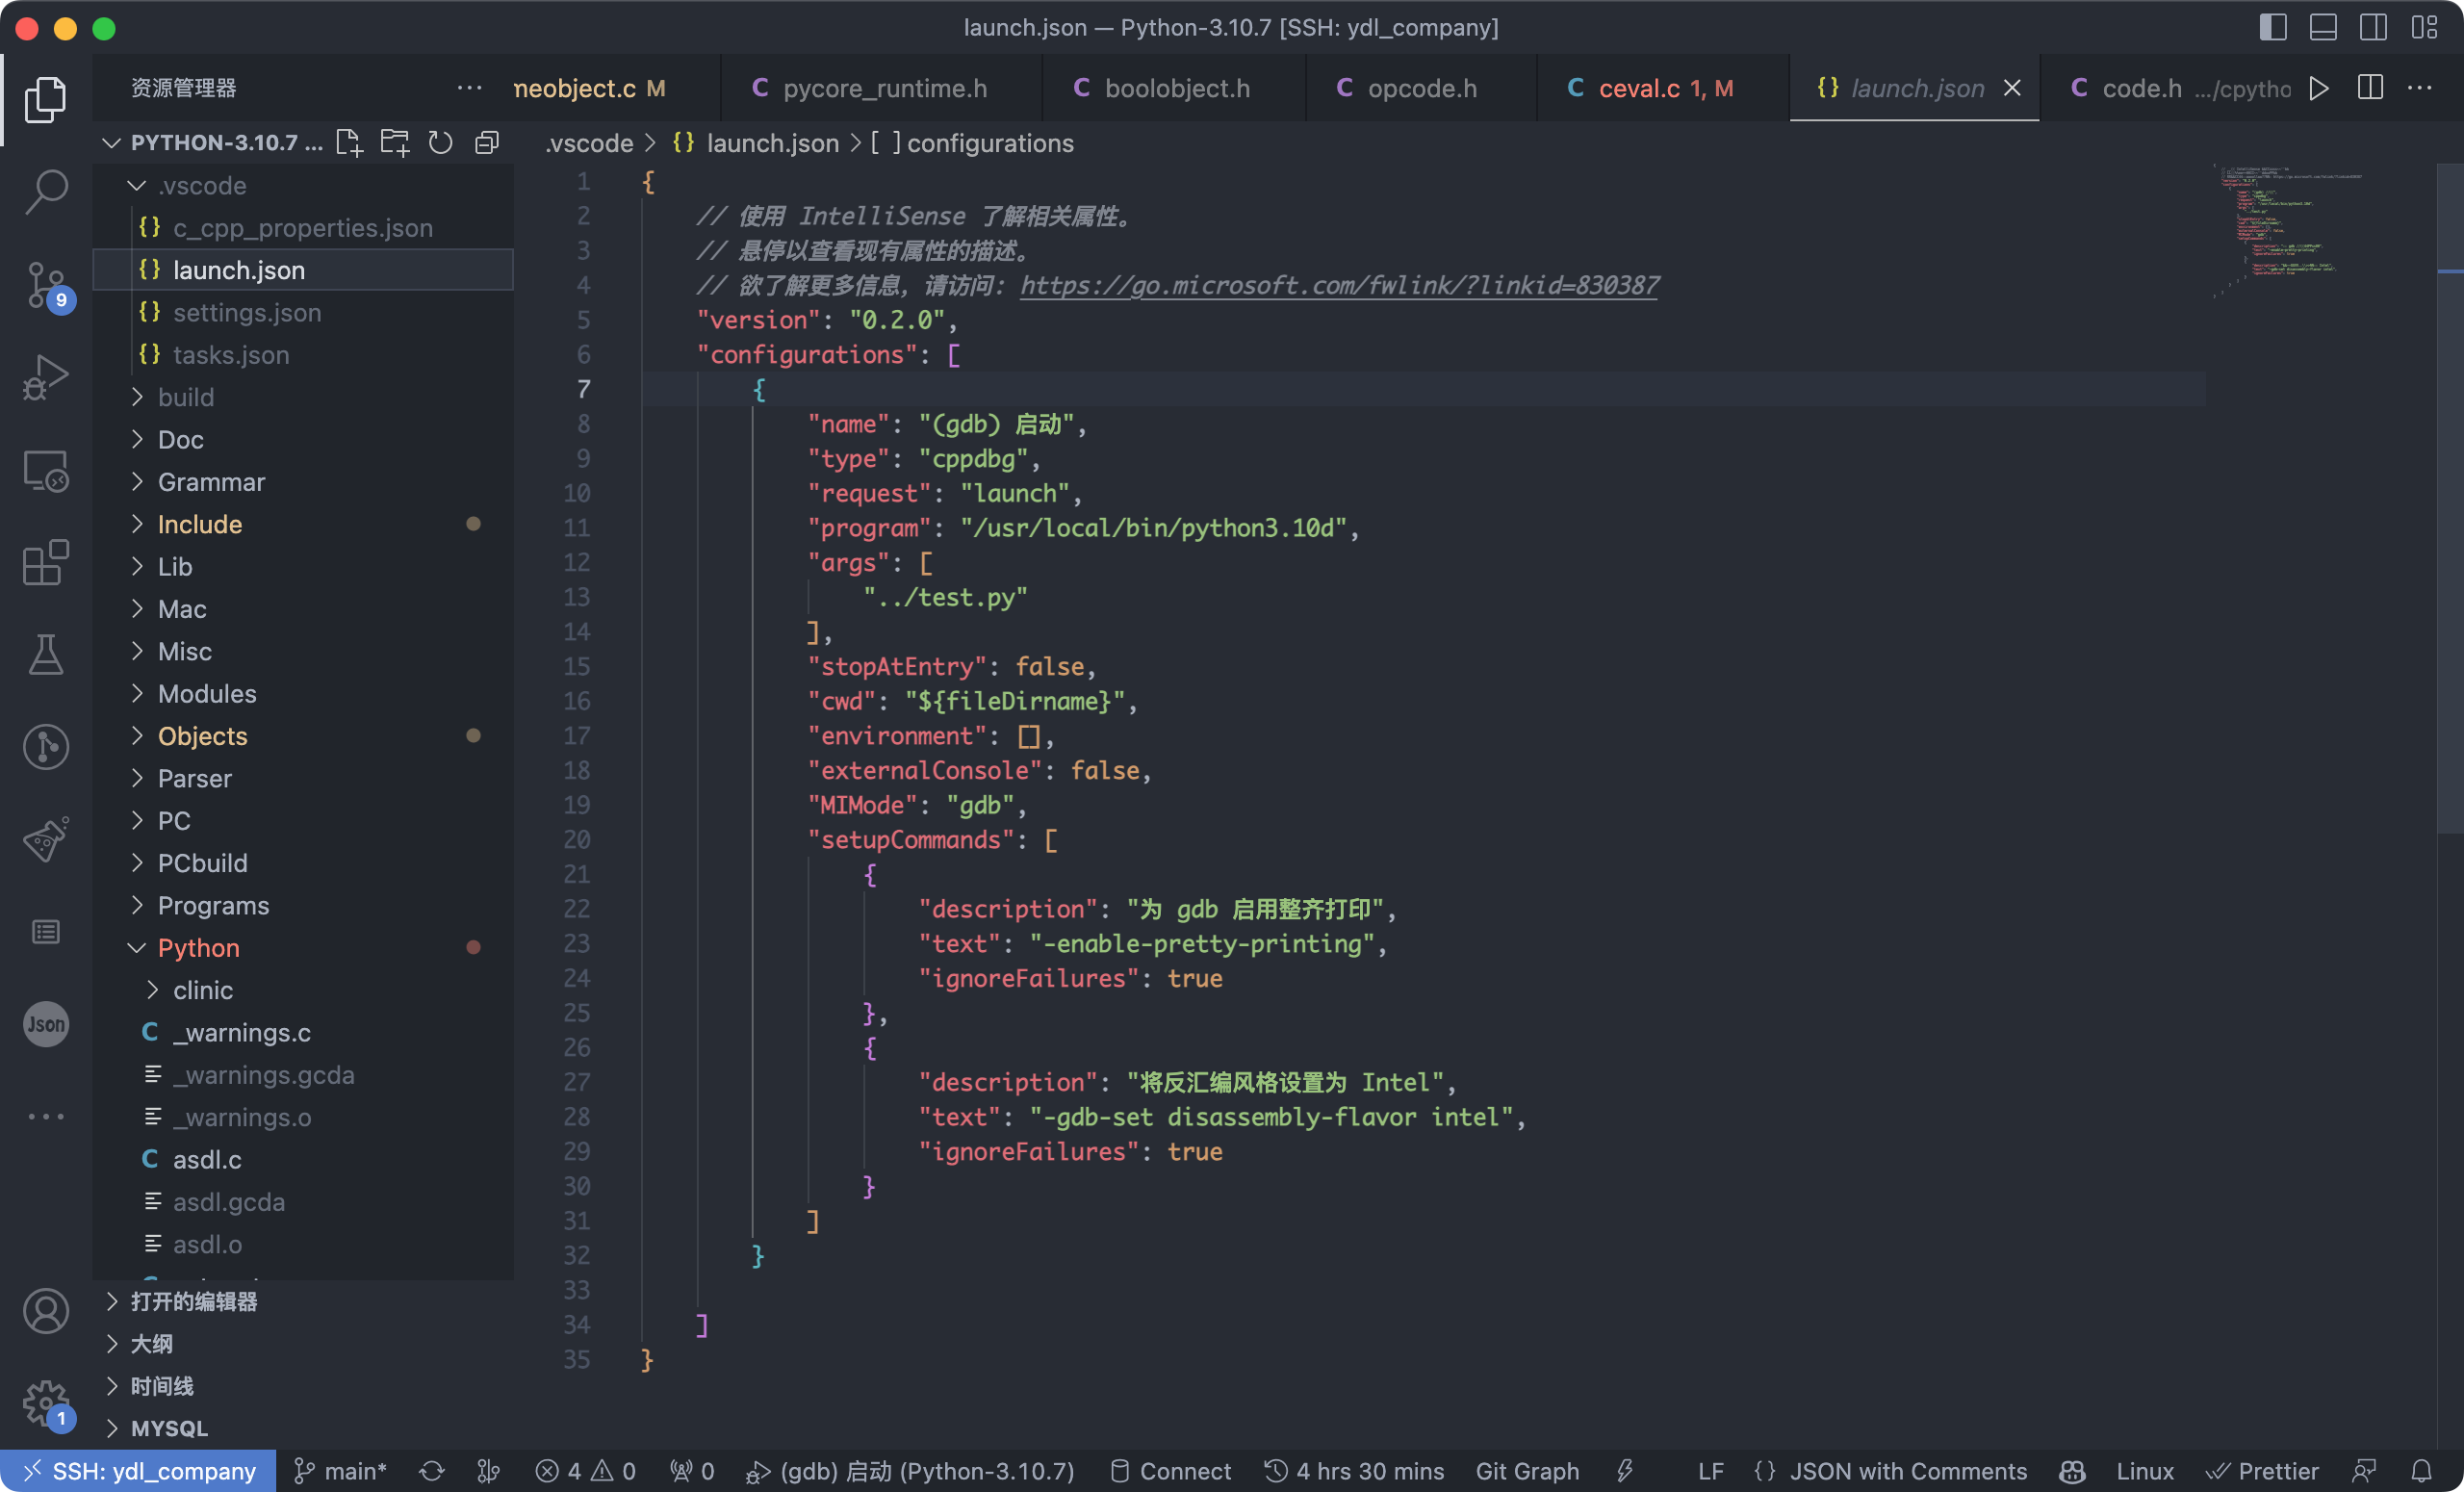 launch.json — Python-3.10.7 [SSH: ydl_company]
资源管理器
neobject.c M
C pycore_runtime.h
C boolobject.h
C opcode.h
C ceval.c 1, M
{} launch.json
C code.h .../cpytho
PYTHON-3.10.7 ...
.vscode
{} c_cpp_properties.json
{} launch.json
{} settings.json
{} tasks.json
build
Doc
Grammar
Include
Lib
Mac
Misc
Modules
Objects
Parser
PC
PCbuild
Programs
Python
clinic
C _warnings.c
_warnings.gcda
_warnings.o
C asdl.c
asdl.gcda
asdl.o
打开的编辑器
大纲
时间线
MYSQL
9
Json
1
.vscode > {} launch.json > [ ] configurations
1 {
2 // 使用 IntelliSense 了解相关属性。
3 // 悬停以查看现有属性的描述。
4 // 欲了解更多信息，请访问: https://go.microsoft.com/fwlink/?linkid=830387
5 "version": "0.2.0",
6 "configurations": [
7 {
8 "name": "(gdb) 启动",
9 "type": "cppdbg",
10 "request": "launch",
11 "program": "/usr/local/bin/python3.10d",
12 "args": [
13 "../test.py"
14 ],
15 "stopAtEntry": false,
16 "cwd": "${fileDirname}",
17 "environment": [],
18 "externalConsole": false,
19 "MIMode": "gdb",
20 "setupCommands": [
21 {
22 "description": "为 gdb 启用整齐打印",
23 "text": "-enable-pretty-printing",
24 "ignoreFailures": true
25 },
26 {
27 "description": "将反汇编风格设置为 Intel",
28 "text": "-gdb-set disassembly-flavor intel",
29 "ignoreFailures": true
30 }
31 ]
32 }
33
34 ]
35 }
SSH: ydl_company
main*
4
0
0
(gdb) 启动 (Python-3.10.7)
Connect
4 hrs 30 mins
Git Graph
LF
{} JSON with Comments
Linux
Prettier